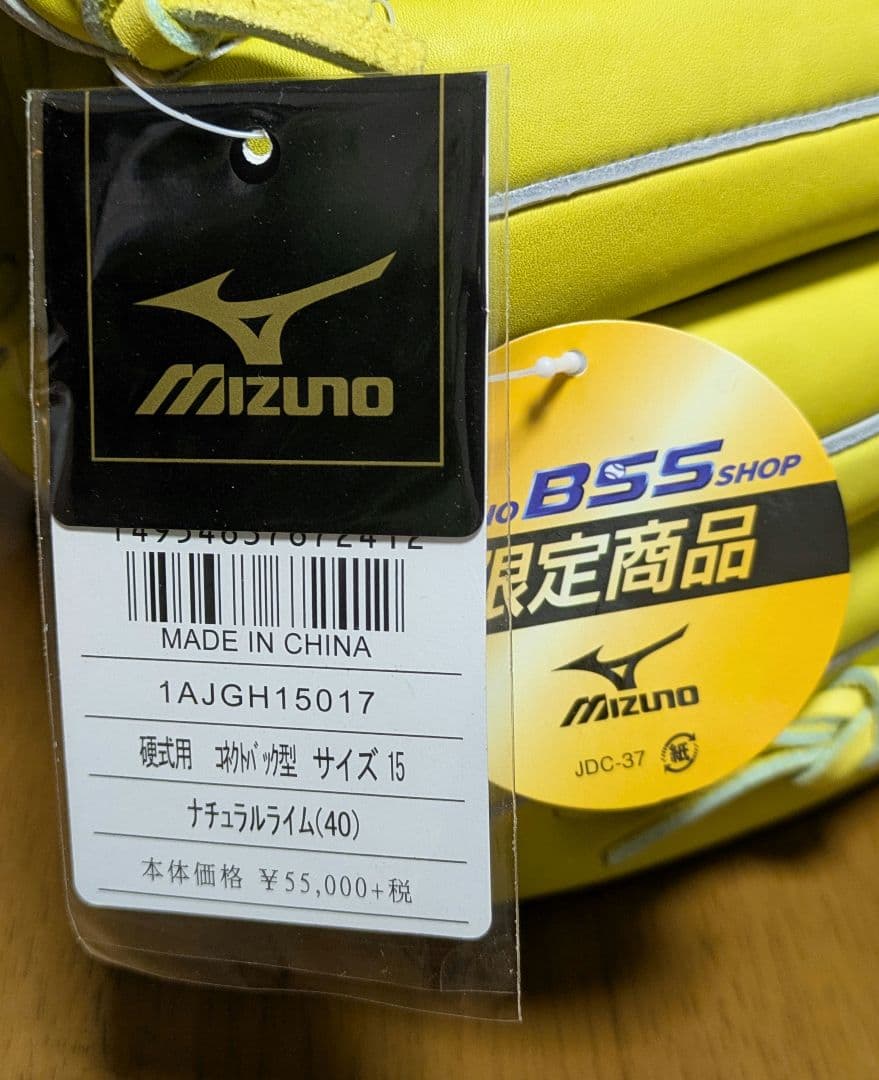 MIZUNO
MADE IN CHINA
1AJGH15017
硬式用 ｺﾈｸﾄﾊﾞｯｸ型 サイズ 15
ナチュラルライム(40)
本体価格 ¥55,000+税
BSS SHOP
限定商品
MIZUNO
JDC-37 紙